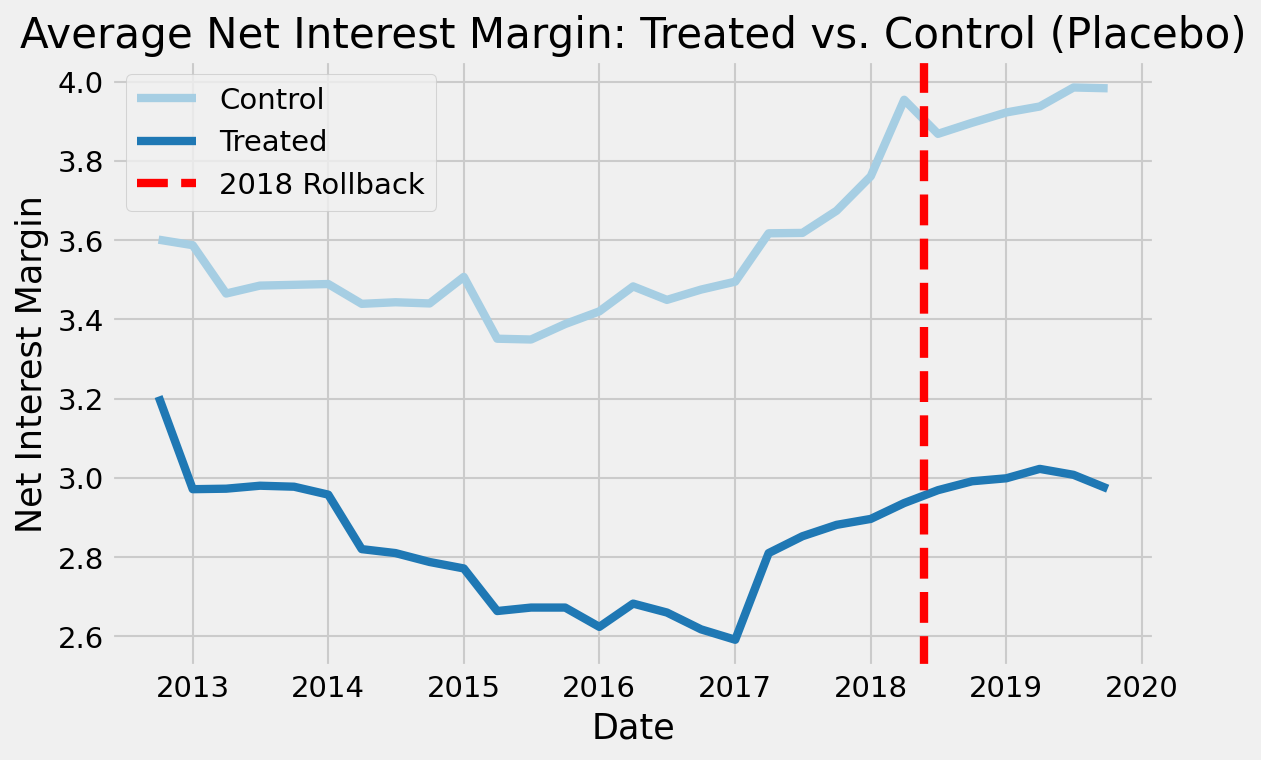 Average Net Interest Margin: Treated vs. Control (Placebo)
Control
Treated
2018 Rollback
Net Interest Margin
4.0
3.8
3.6
3.4
3.2
3.0
2.8
2.6
2013 2014 2015 2016 2017 2018 2019 2020
Date